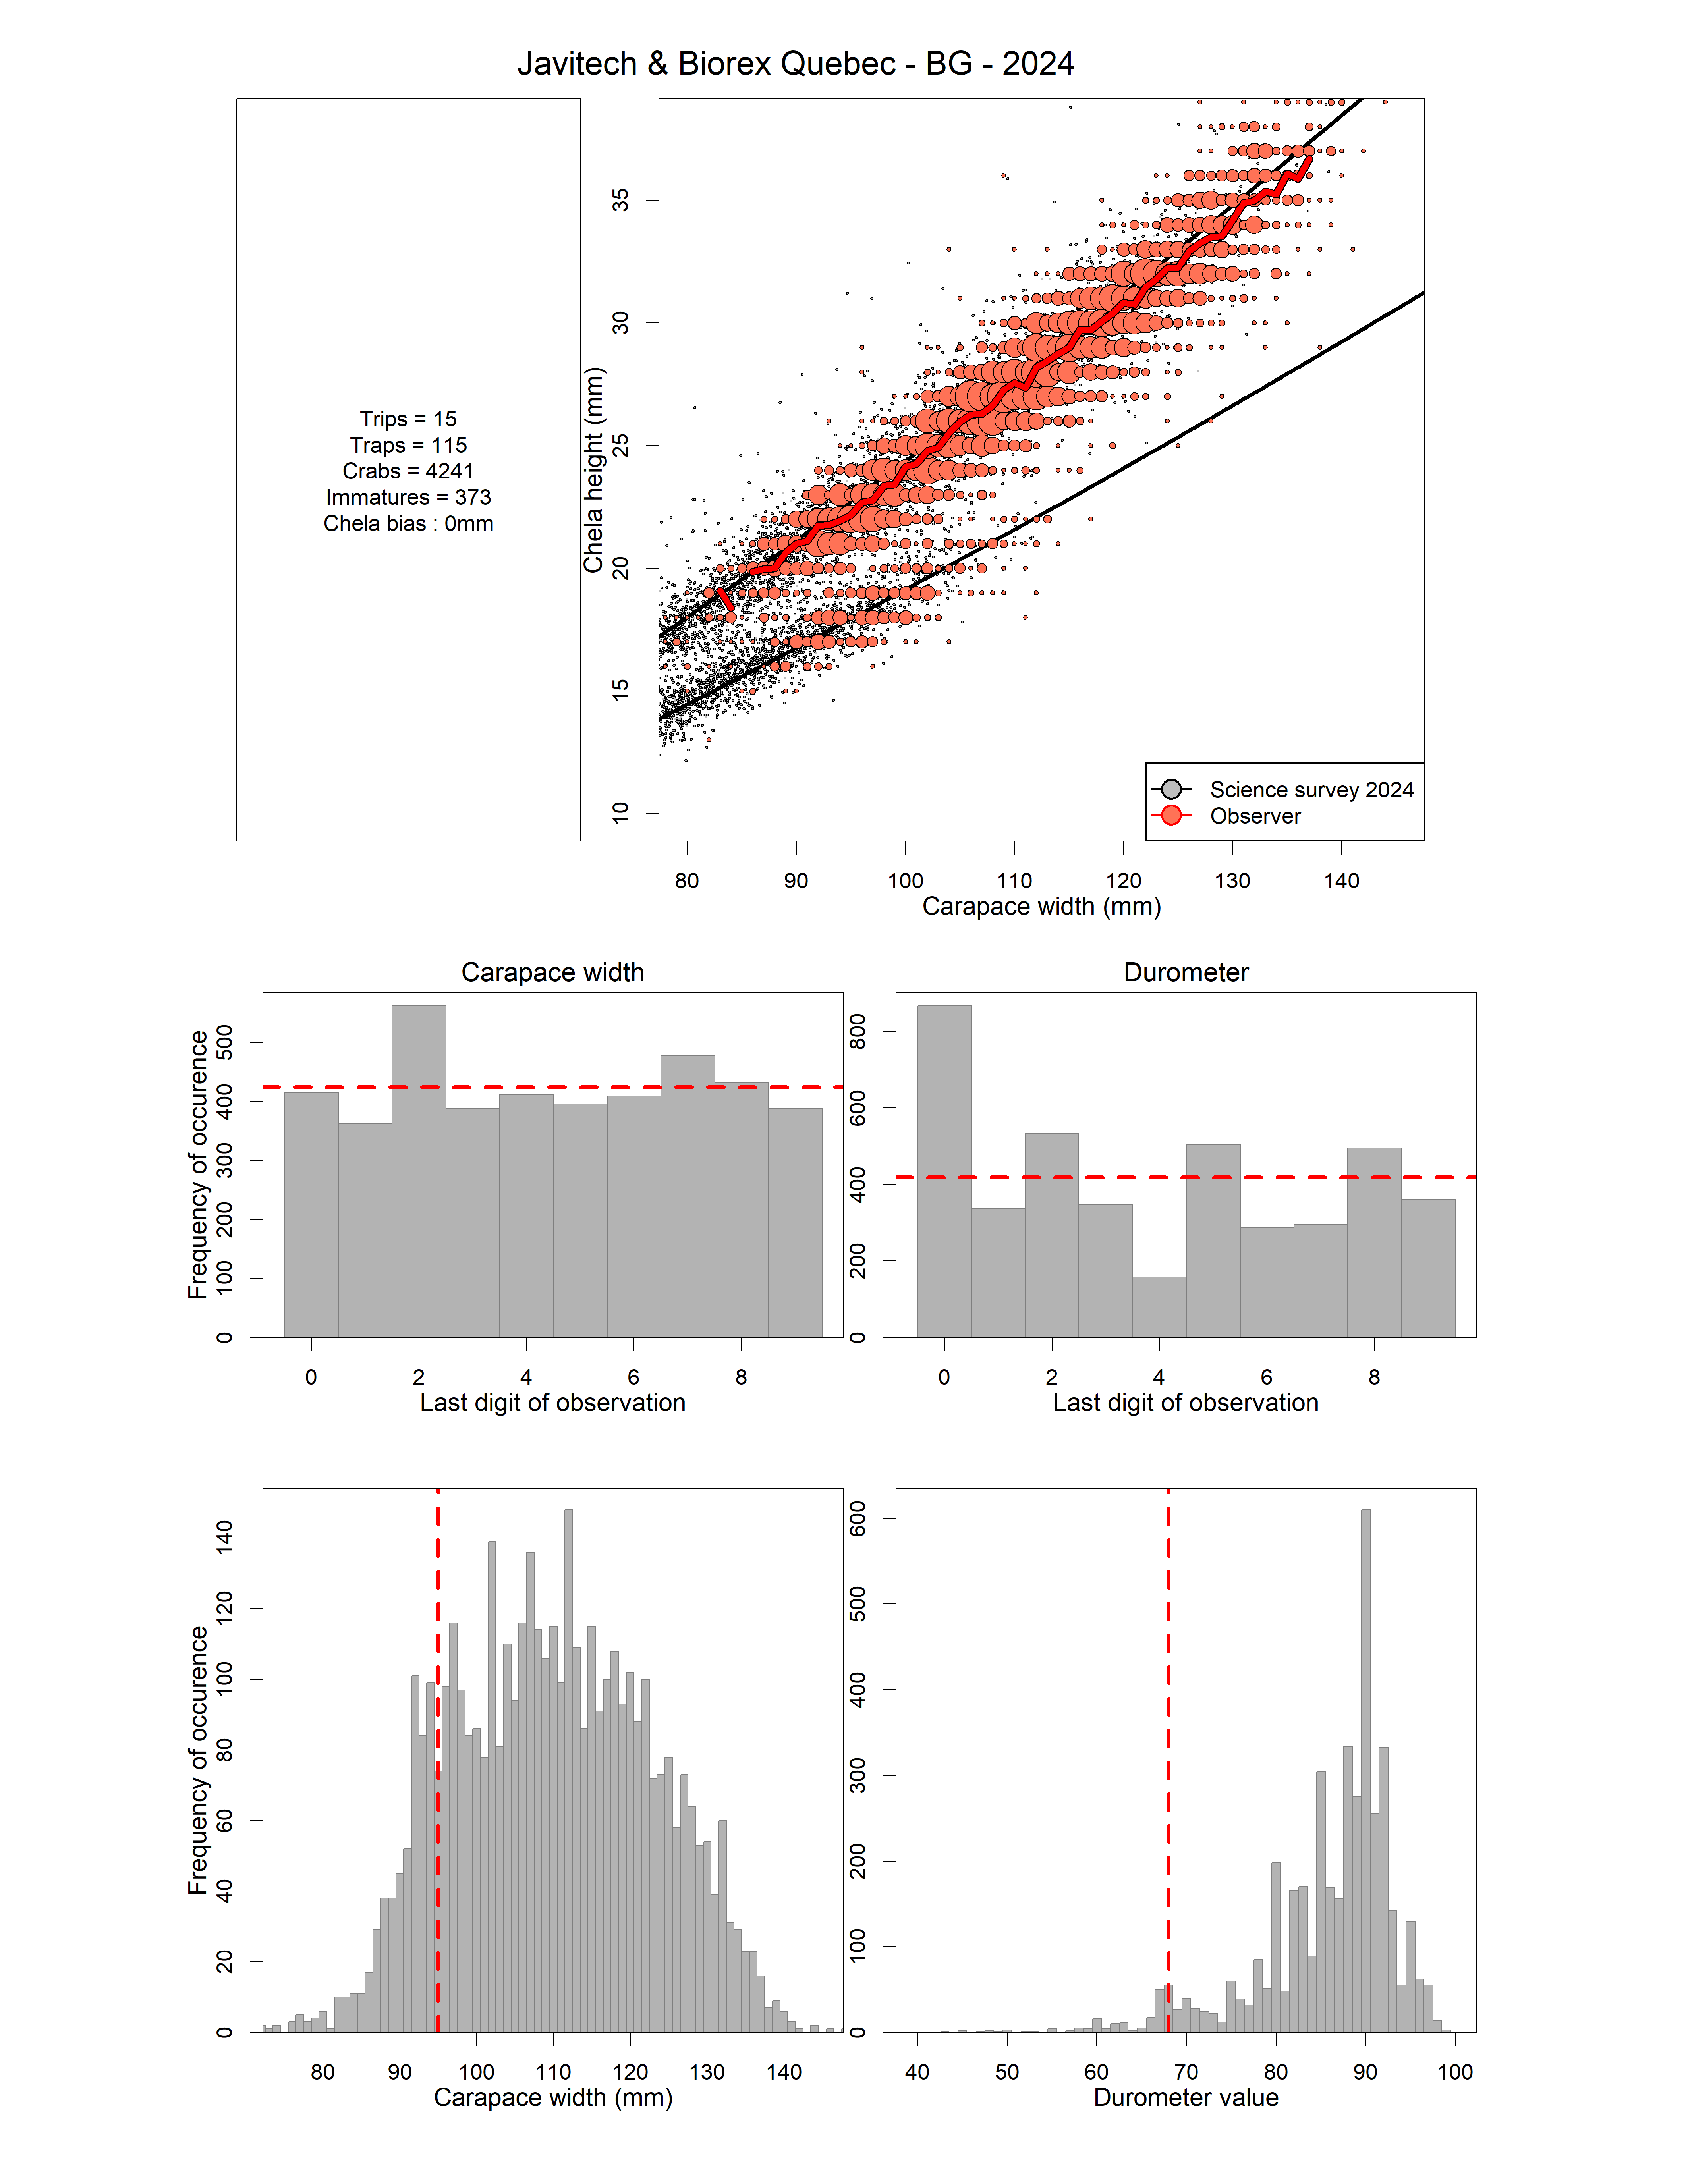 Javitech & Biorex Quebec - BG - 2024
Trips = 15
Traps = 115
Crabs = 4241
Immatures = 373
Chela bias : 0mm
Chela height (mm)
35
30
25
20
15
10
Science survey 2024
Observer
80 90 100 110 120 130 140
Carapace width (mm)
Carapace width
Frequency of occurence
500
400
300
200
100
0
0 2 4 6 8
Last digit of observation
Durometer
800
600
400
200
0
0 2 4 6 8
Last digit of observation
Frequency of occurence
140
120
100
80
60
40
20
0
80 90 100 110 120 130 140
Carapace width (mm)
600
500
400
300
200
100
0
40 50 60 70 80 90 100
Durometer value